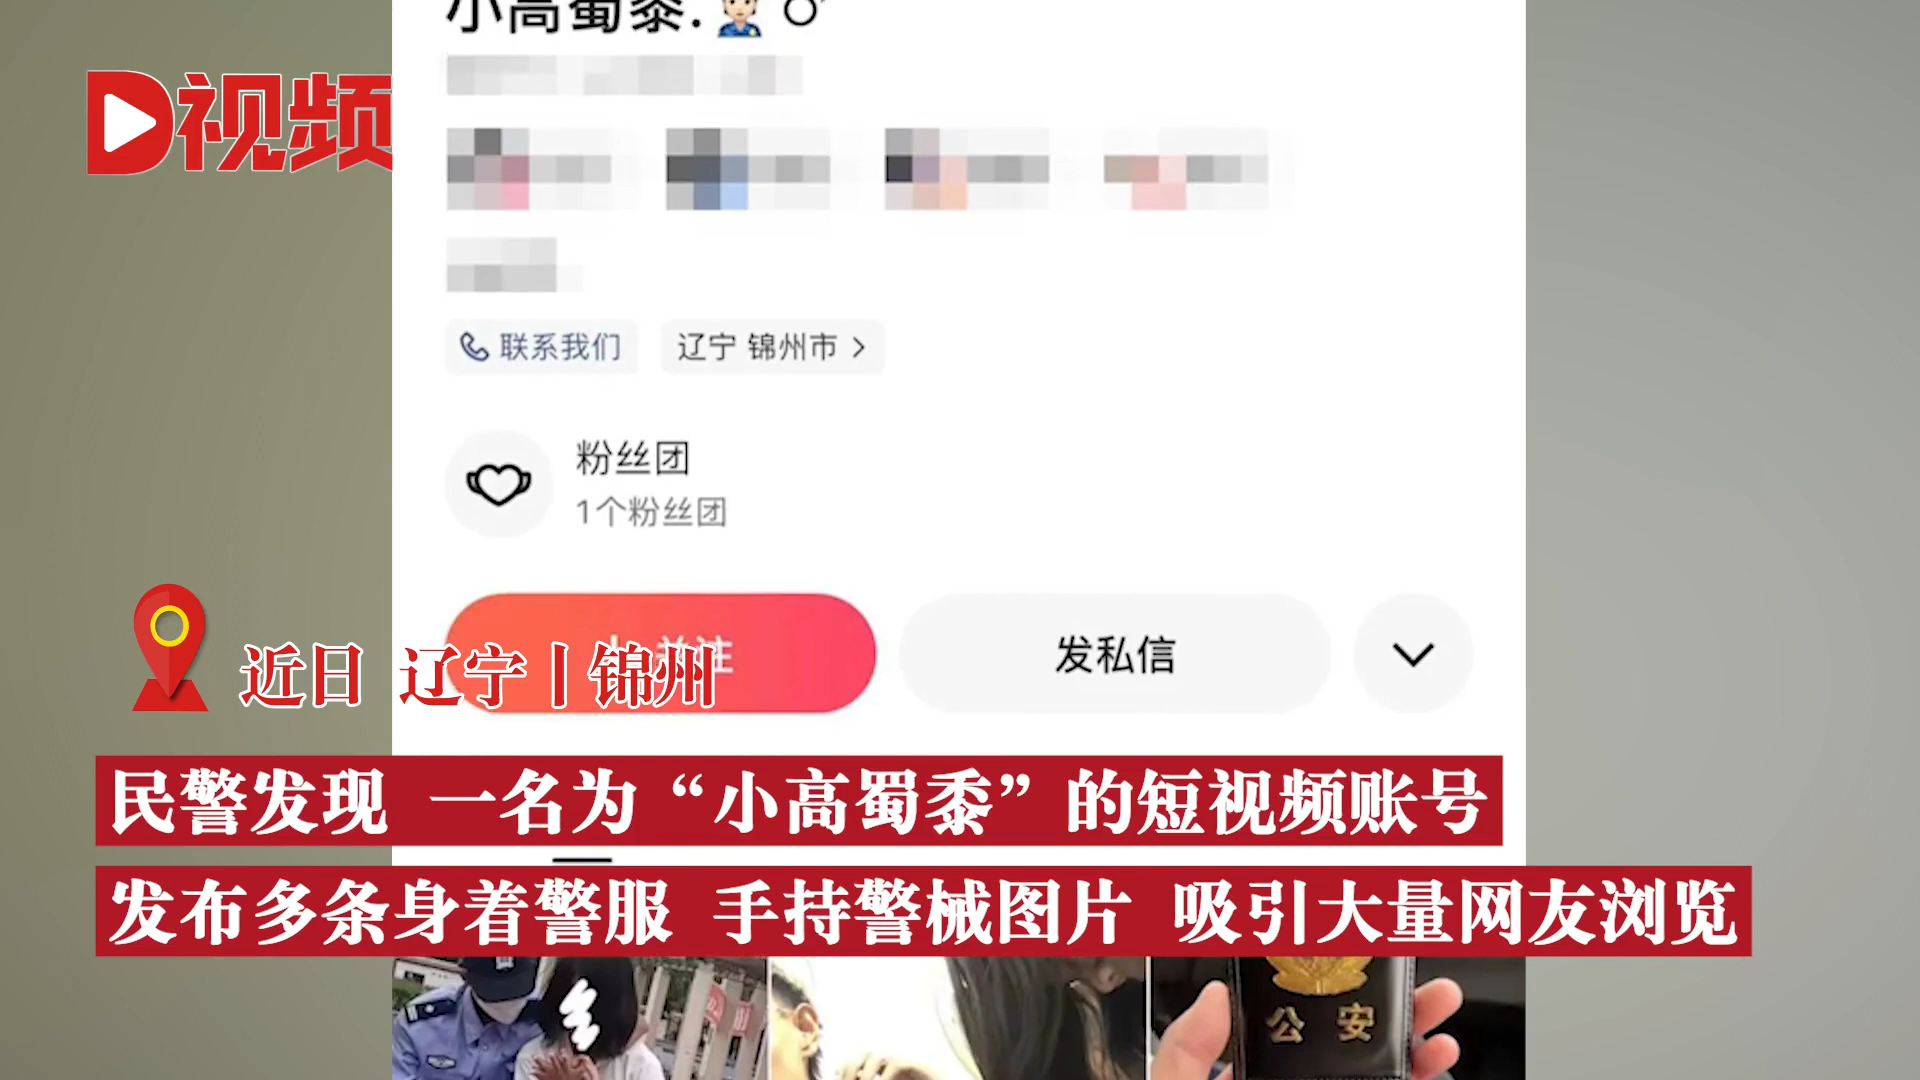 小高蜀黍.
D视频
联系我们
辽宁 锦州市 >
粉丝团
1个粉丝团
+ 关注
发私信
近日 辽宁|锦州
民警发现 一名为“小高蜀黍”的短视频账号
发布多条身着警服 手持警械图片 吸引大量网友浏览
公安